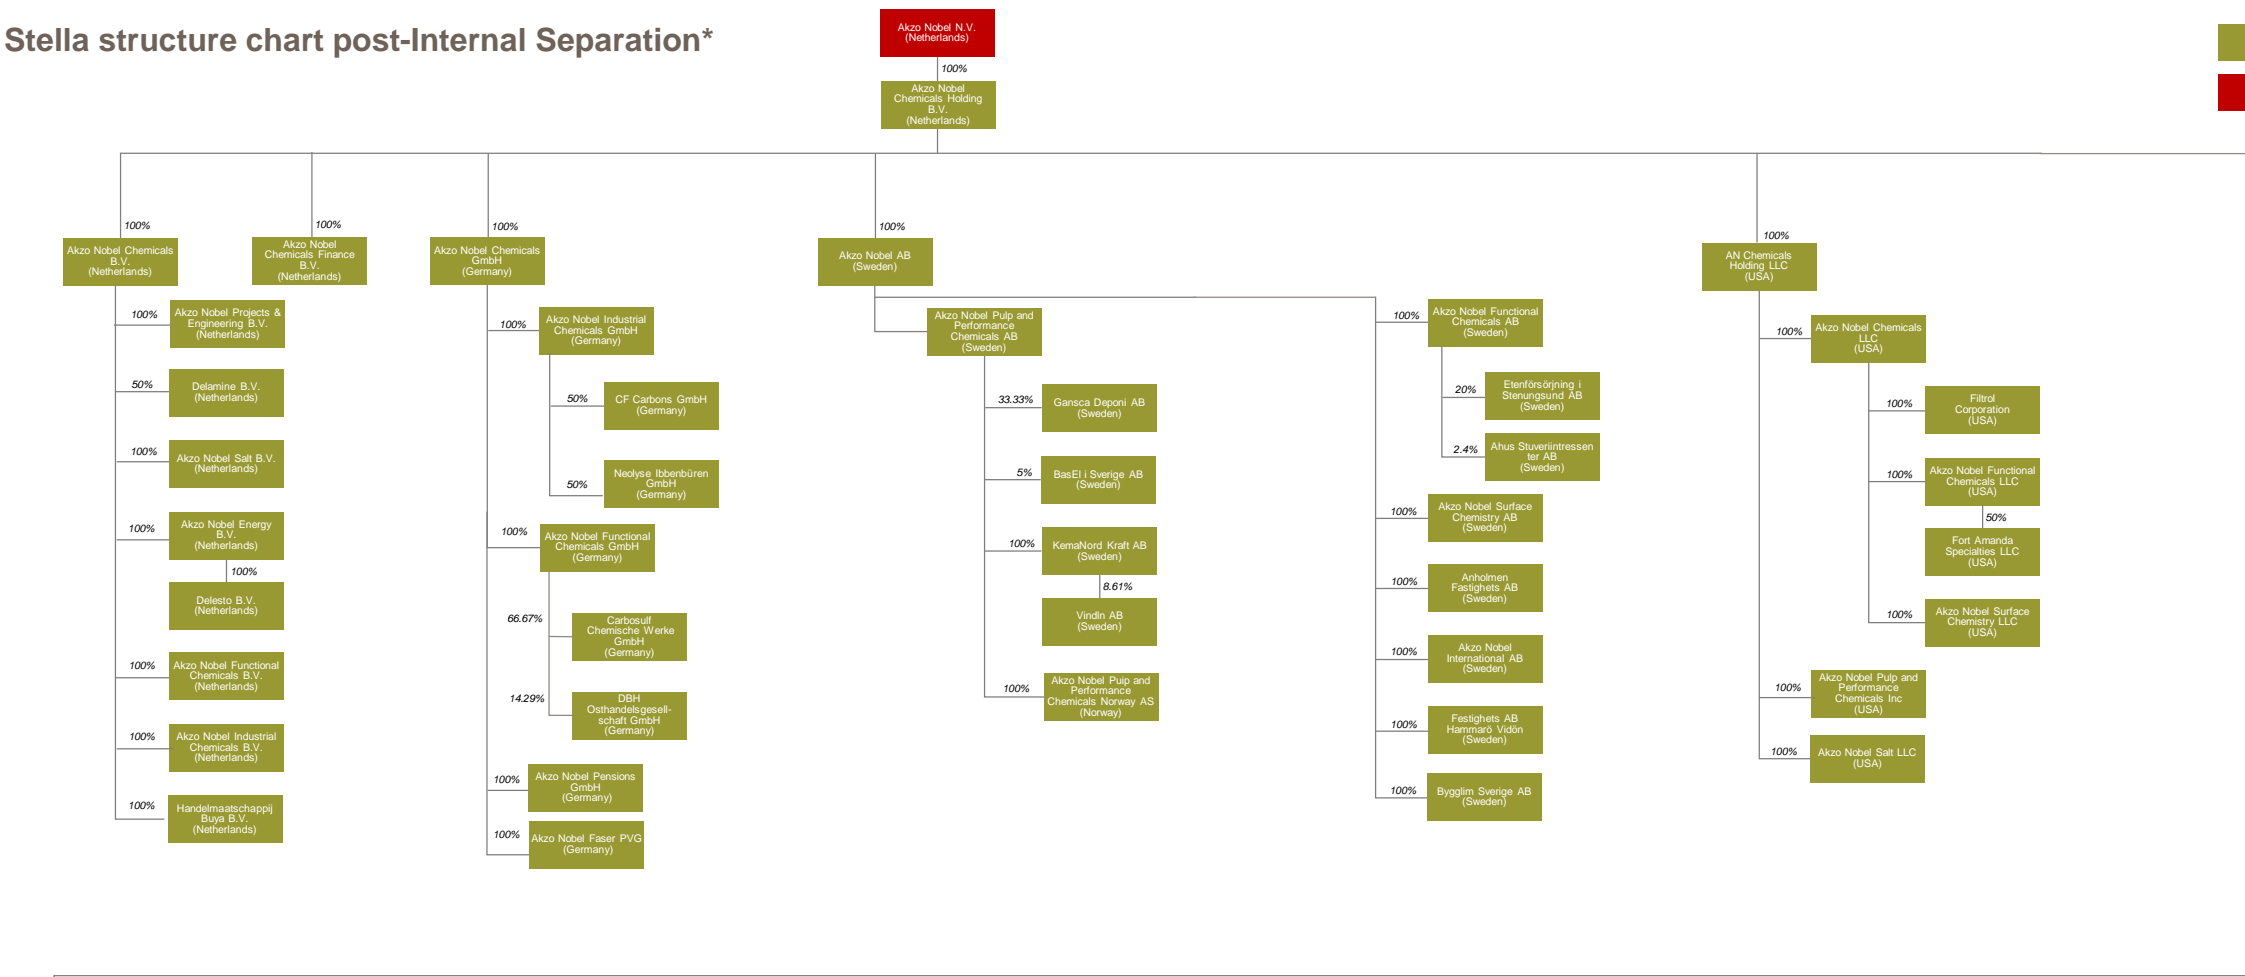 Stella structure chart post-Internal Separation*
Akzo Nobel N.V.
(Netherlands)
100%
Akzo Nobel
Chemicals Holding
B.V.
(Netherlands)
100%
Akzo Nobel Chemicals
B.V.
(Netherlands)
100%
Akzo Nobel Projects &
Engineering B.V.
(Netherlands)
50%
Delamine B.V.
(Netherlands)
100%
Akzo Nobel Salt B.V.
(Netherlands)
100%
Akzo Nobel Energy
B.V.
(Netherlands)
100%
Delesto B.V.
(Netherlands)
100%
Akzo Nobel Functional
Chemicals B.V.
(Netherlands)
100%
Akzo Nobel Industrial
Chemicals B.V.
(Netherlands)
100%
Handelmaatschappij
Buya B.V.
(Netherlands)
100%
Akzo Nobel
Chemicals Finance
B.V.
(Netherlands)
100%
Akzo Nobel Chemicals
GmbH
(Germany)
100%
Akzo Nobel Industrial
Chemicals GmbH
(Germany)
50%
CF Carbons GmbH
(Germany)
50%
Neolyse Ibbenbüren
GmbH
(Germany)
100%
Akzo Nobel Functional
Chemicals GmbH
(Germany)
66.67%
Carbosulf
Chemische Werke
GmbH
(Germany)
14.29%
DBH
Osthandelsgesell-
schaft GmbH
(Germany)
100%
Akzo Nobel Pensions
GmbH
(Germany)
100%
Akzo Nobel Faser PVG
(Germany)
100%
Akzo Nobel AB
(Sweden)
Akzo Nobel Pulp and
Performance
Chemicals AB
(Sweden)
33.33%
Gansca Deponi AB
(Sweden)
5%
BasEl i Sverige AB
(Sweden)
100%
KemaNord Kraft AB
(Sweden)
8.61%
VindIn AB
(Sweden)
100%
Akzo Nobel Pulp and
Performance
Chemicals Norway AS
(Norway)
100%
Akzo Nobel Functional
Chemicals AB
(Sweden)
20%
Etenförsörjning i
Stenungsund AB
(Sweden)
2.4%
Ahus Stuveriintressen
ter AB
(Sweden)
100%
Akzo Nobel Surface
Chemistry AB
(Sweden)
100%
Anholmen
Fastighets AB
(Sweden)
100%
Akzo Nobel
International AB
(Sweden)
100%
Festighets AB
Hammarö Vidön
(Sweden)
100%
Bygglim Sverige AB
(Sweden)
100%
AN Chemicals
Holding LLC
(USA)
100%
Akzo Nobel Chemicals
LLC
(USA)
100%
Filtrol
Corporation
(USA)
100%
Akzo Nobel Functional
Chemicals LLC
(USA)
50%
Fort Amanda
Specialties LLC
(USA)
100%
Akzo Nobel Surface
Chemistry LLC
(USA)
100%
Akzo Nobel Pulp and
Performance
Chemicals Inc
(USA)
100%
Akzo Nobel Salt LLC
(USA)